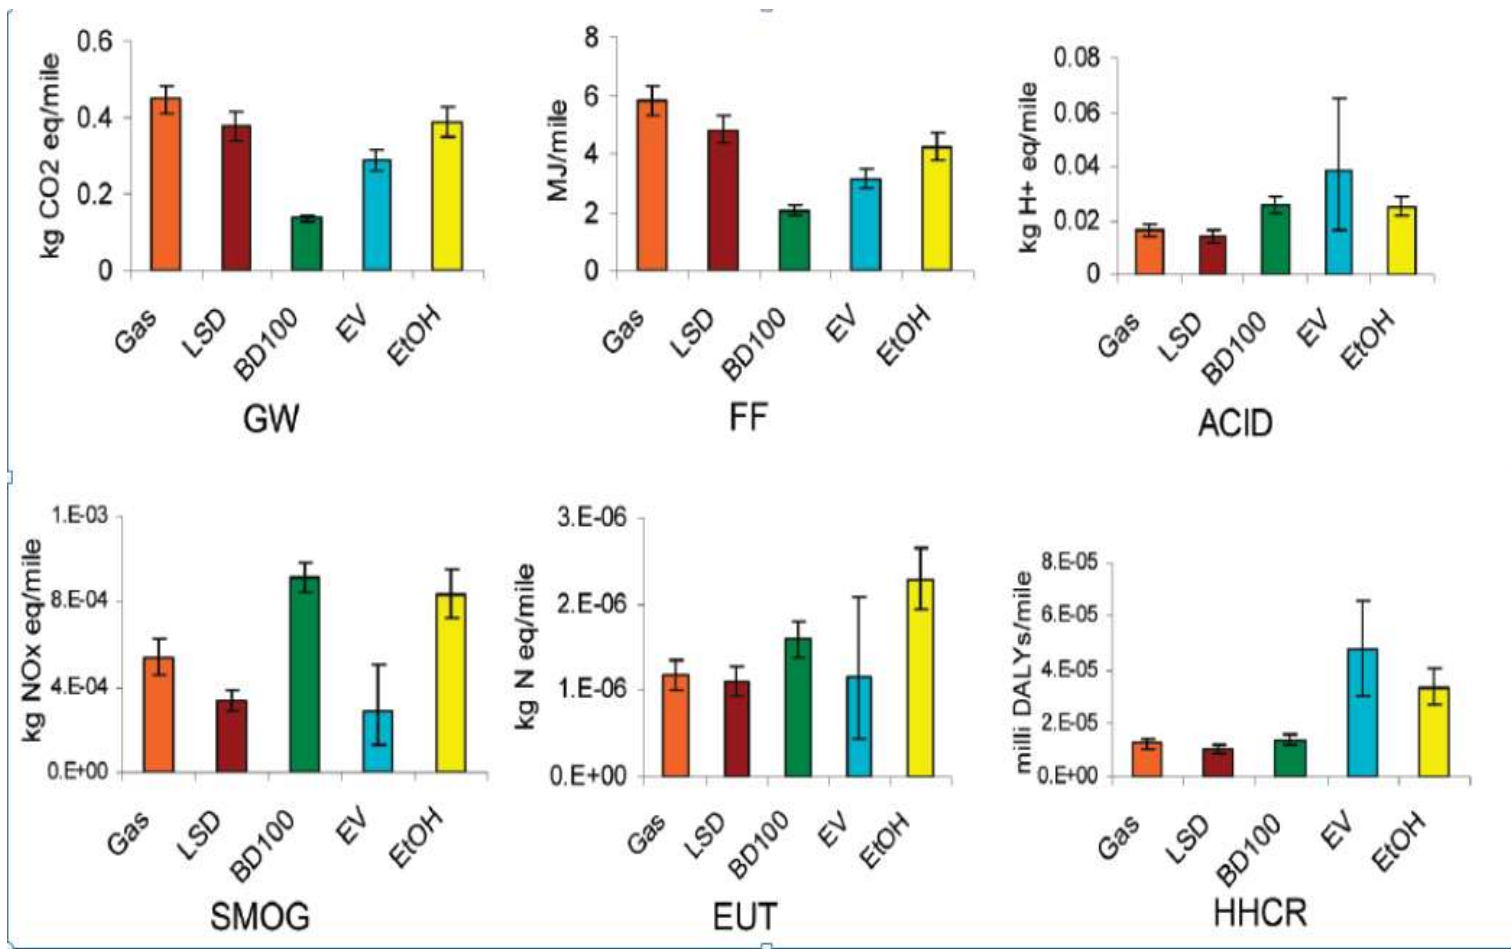 kg CO2 eq/mile
0.6
0.4
0.2
0
Gas
LSD
BD100
EV
EtOH
GW
MJ/mile
8
6
4
2
0
Gas
LSD
BD100
EV
EtOH
FF
kg H+ eq/mile
0.08
0.06
0.04
0.02
0
Gas
LSD
BD100
EV
EtOH
ACID
kg NOx eq/mile
1.E-03
8.E-04
4.E-04
0.E+00
Gas
LSD
BD100
EV
EtOH
SMOG
kg N eq/mile
3.E-06
2.E-06
1.E-06
0.E+00
Gas
LSD
BD100
EV
EtOH
EUT
milli DALYs/mile
8.E-05
6.E-05
4.E-05
2.E-05
0.E+00
Gas
LSD
BD100
EV
EtOH
HHCR